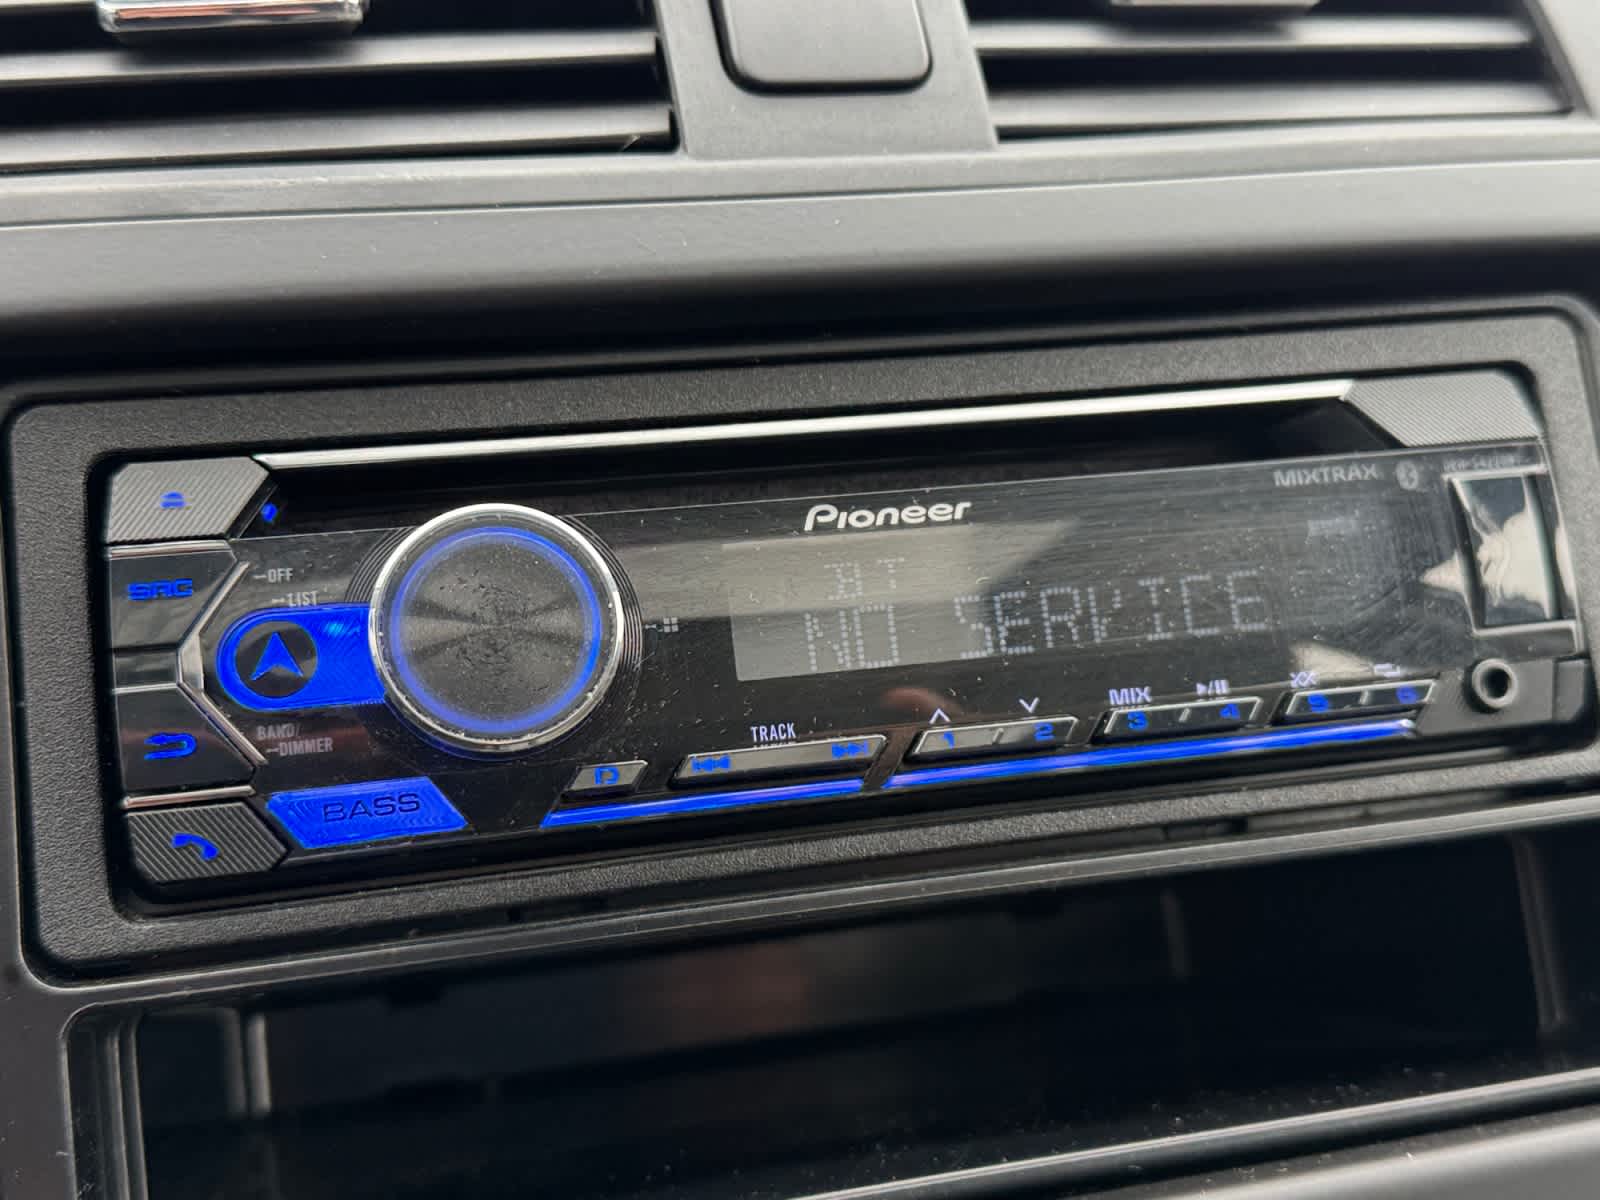 Pioneer
MIXTRAX
SRC
OFF
LIST
BT
NO SERVICE
BAND/
DIMMER
TRACK
MIX
D
1 / 2
3 / 4
5 / 6
BASS